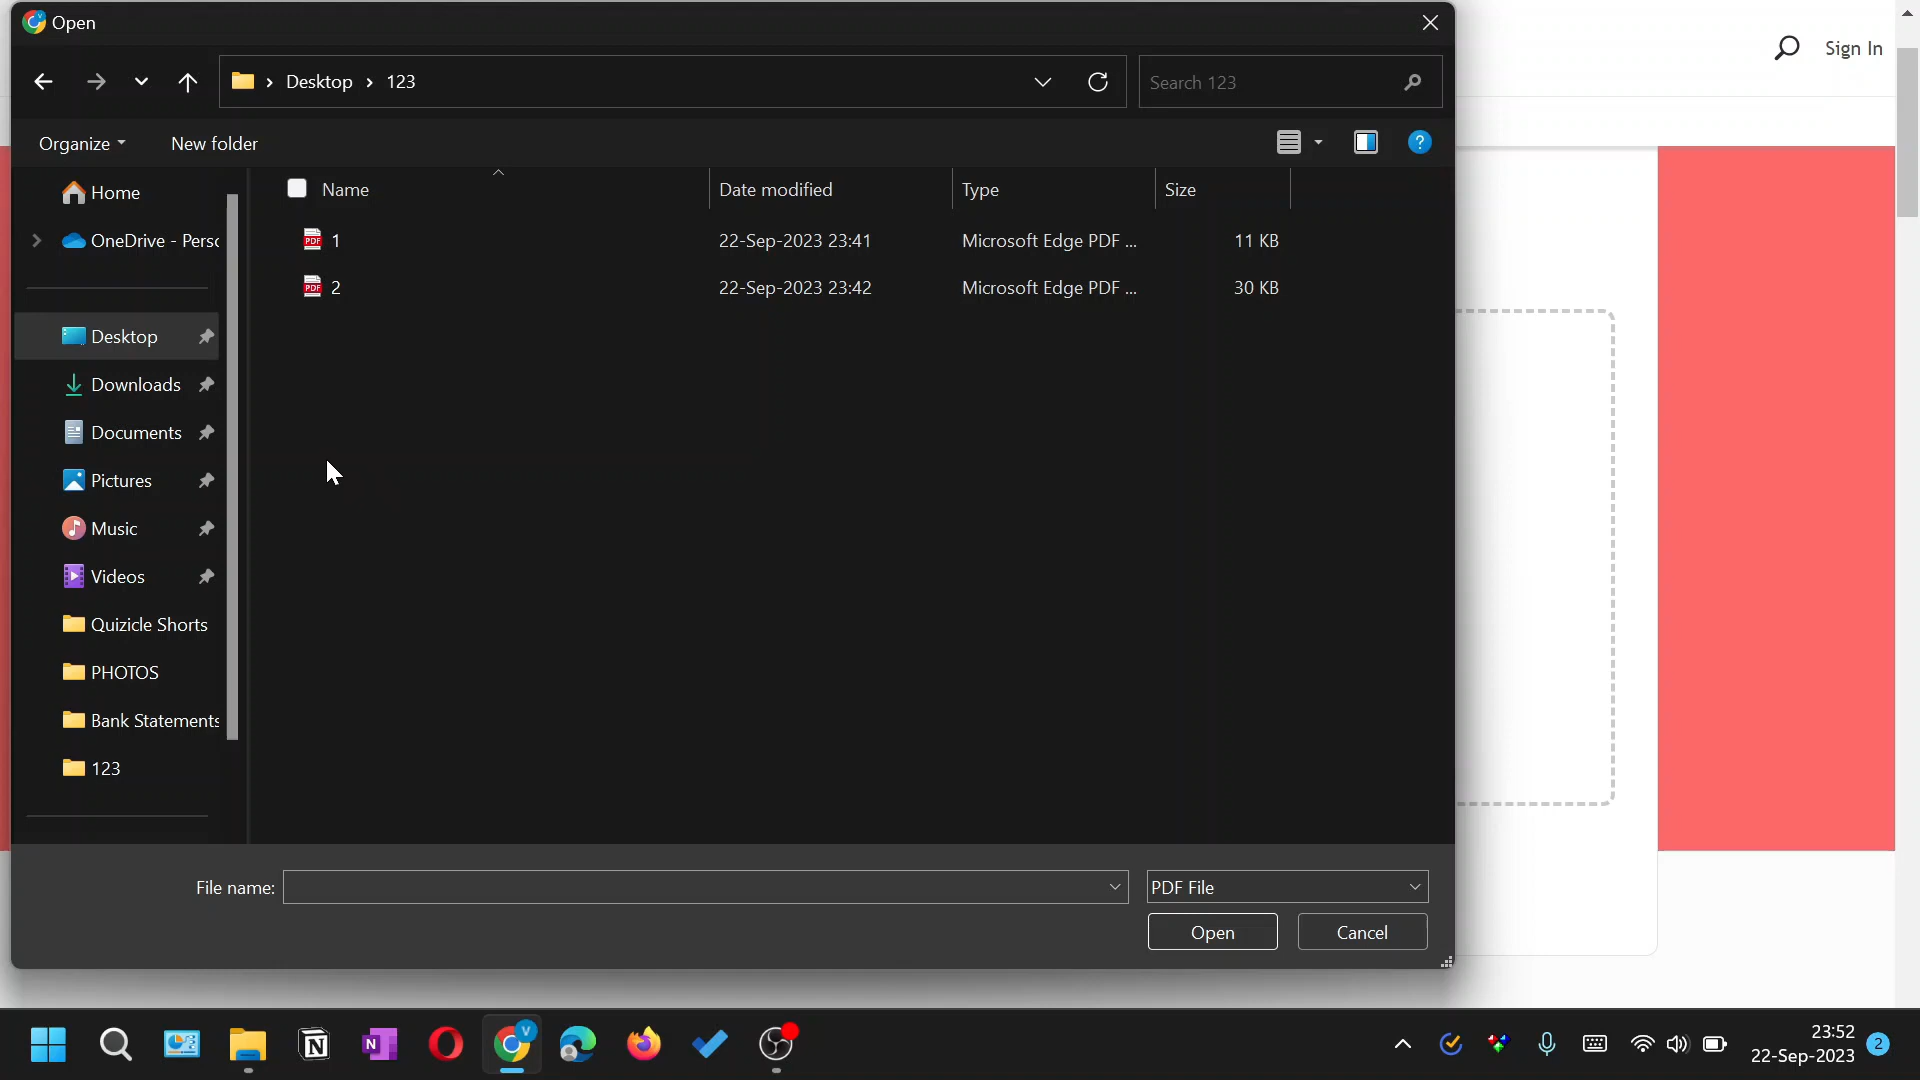 Open
Sign In
Desktop 123
Search 123
Organize
New folder
Name Date modified Type Size
Home
OneDrive - Persc
1 22-Sep-2023 23:41 Microsoft Edge PDF ... 11 KB
2 22-Sep-2023 23:42 Microsoft Edge PDF ... 30 KB
Desktop
Downloads
Documents
Pictures
Music
Videos
Quizicle Shorts
PHOTOS
Bank Statements
123
File name:
PDF File
Open
Cancel
23:52
22-Sep-2023
2